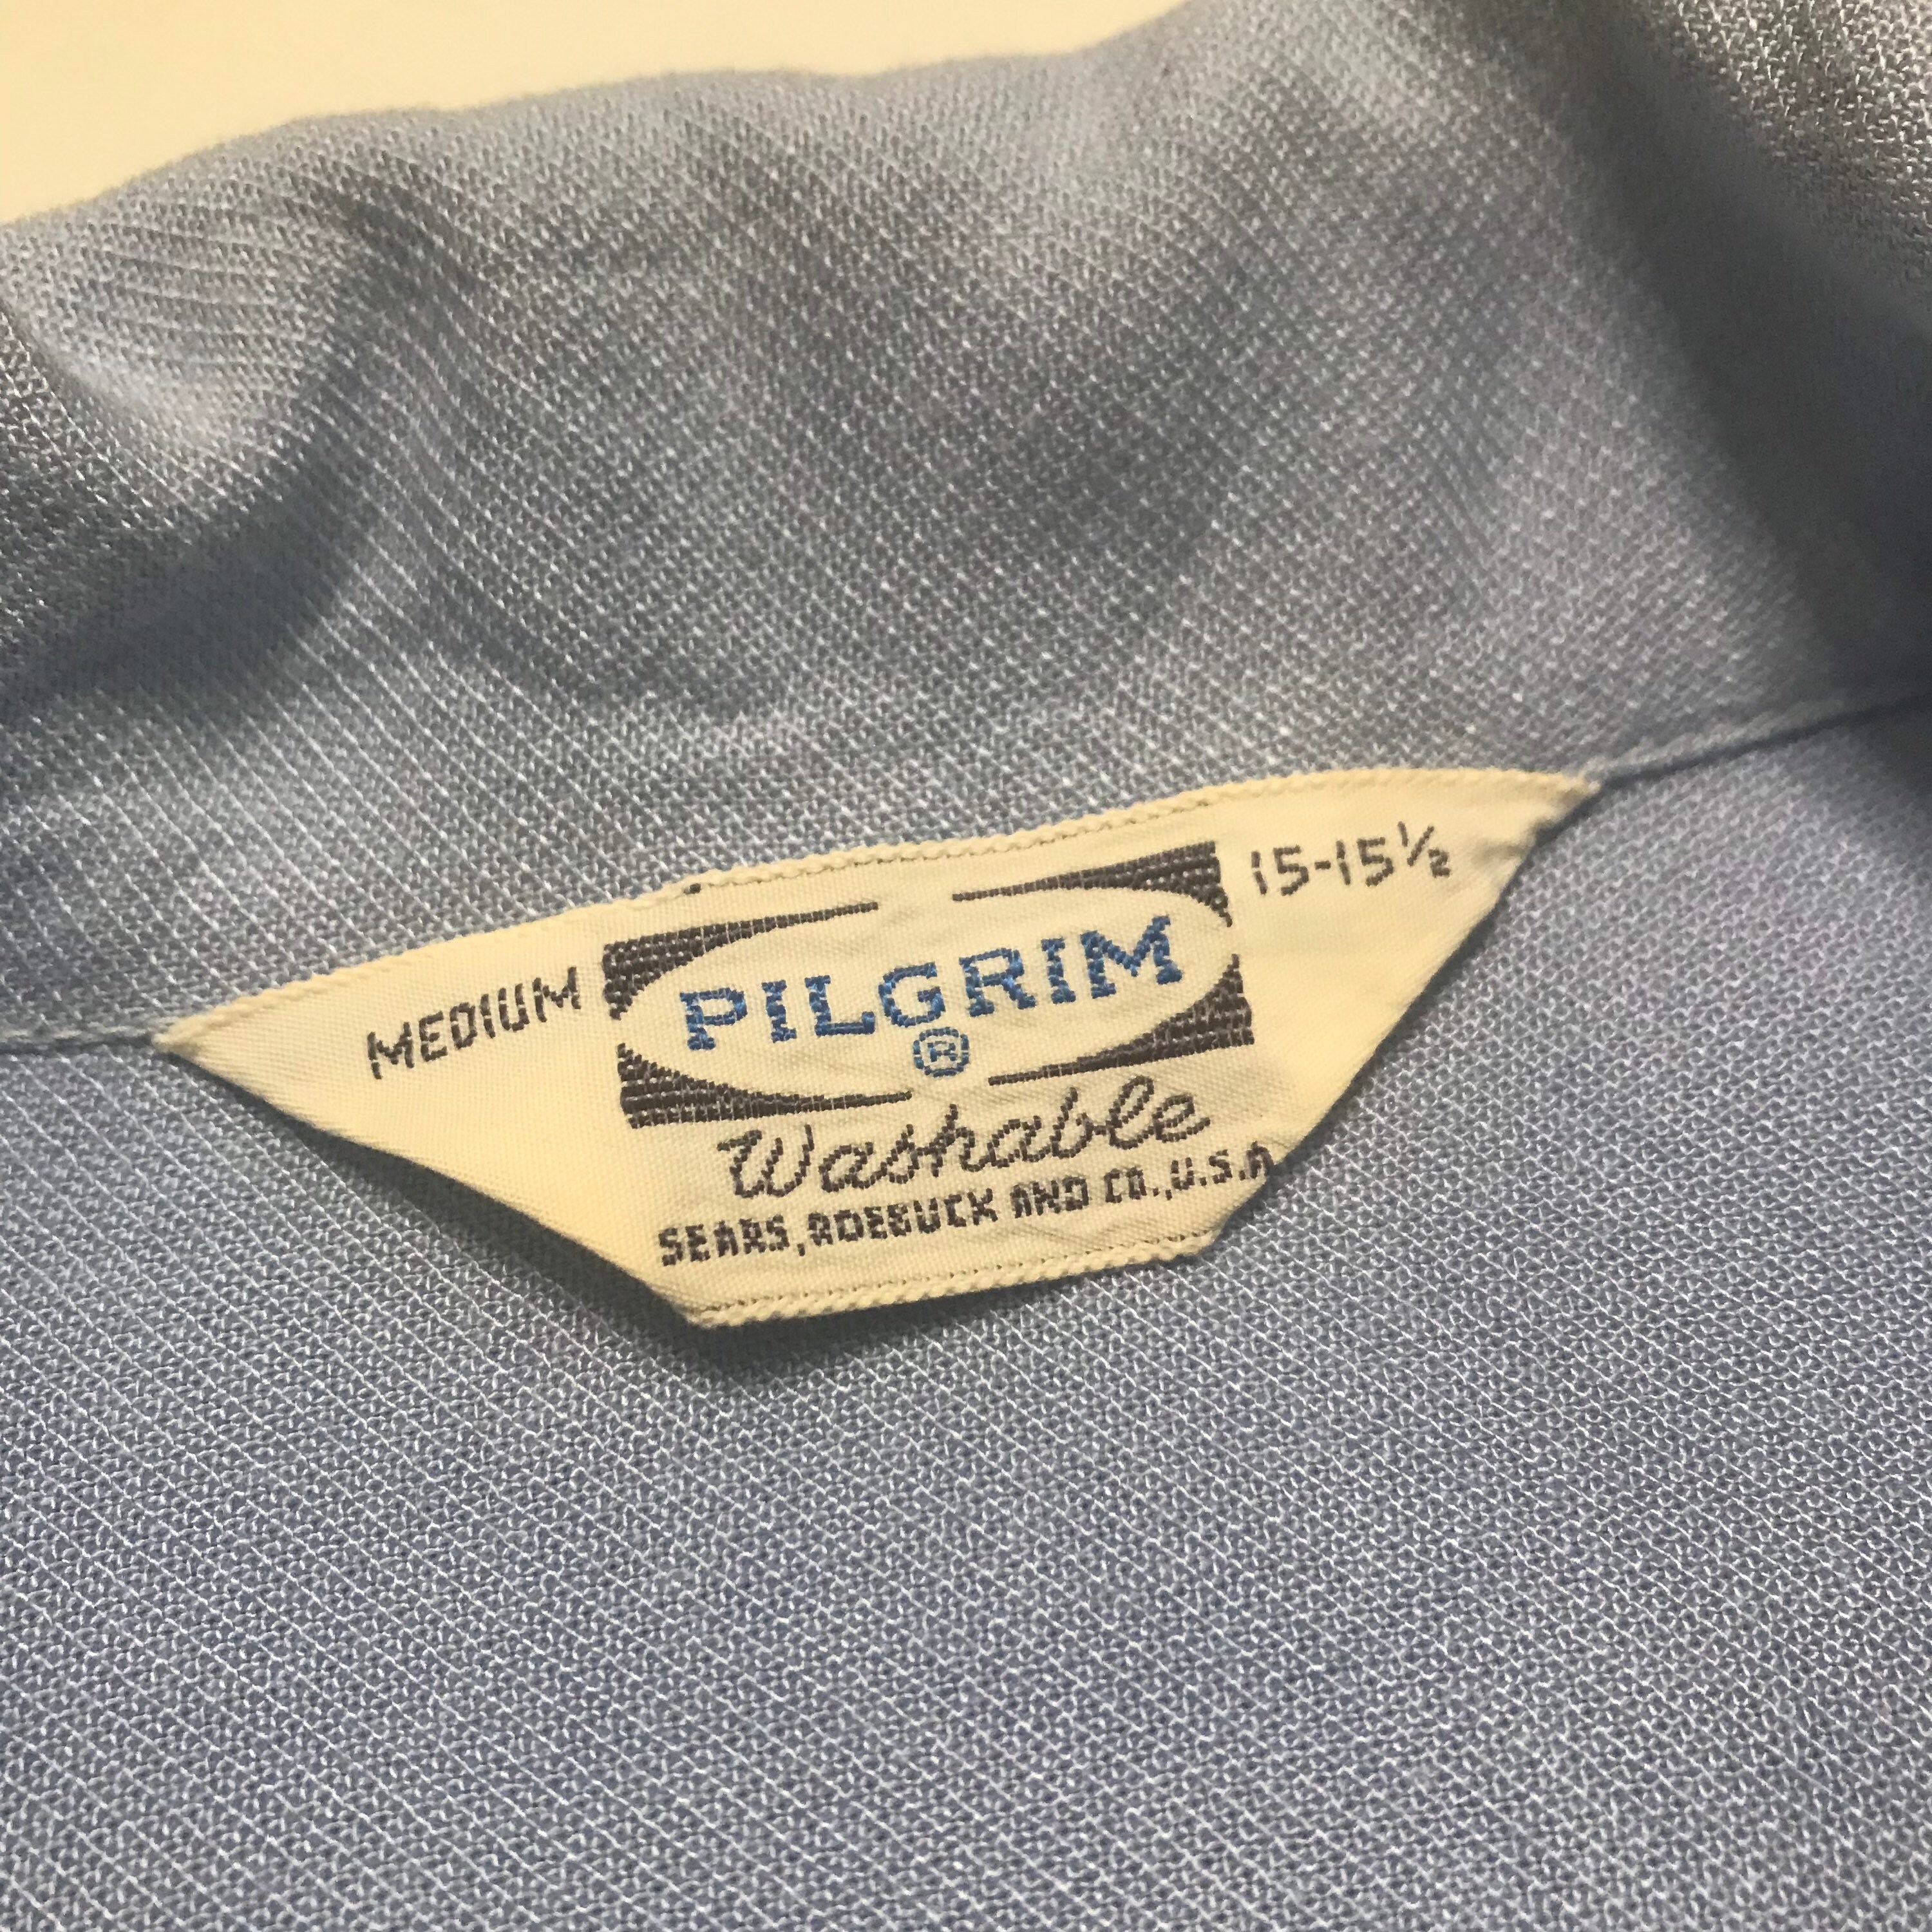 MEDIUM
PILGRIM
®
15-15½
Washable
SEARS, ROEBUCK AND CO., U.S.A